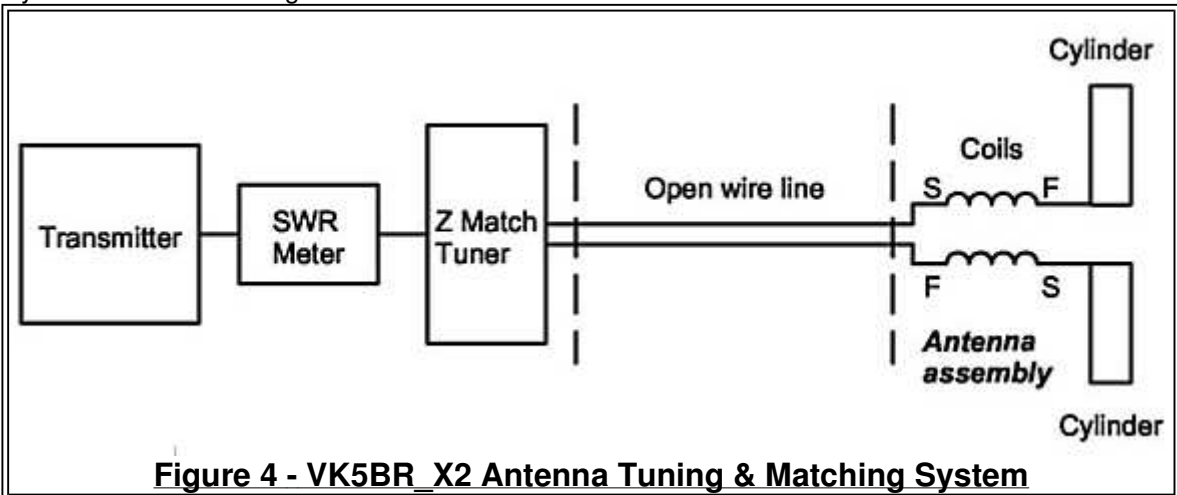 Cylinder
Coils
S F
Open wire line
Transmitter
SWR
Meter
Z Match
Tuner
F S
Antenna
assembly
Cylinder
Figure 4 - VK5BR_X2 Antenna Tuning & Matching System